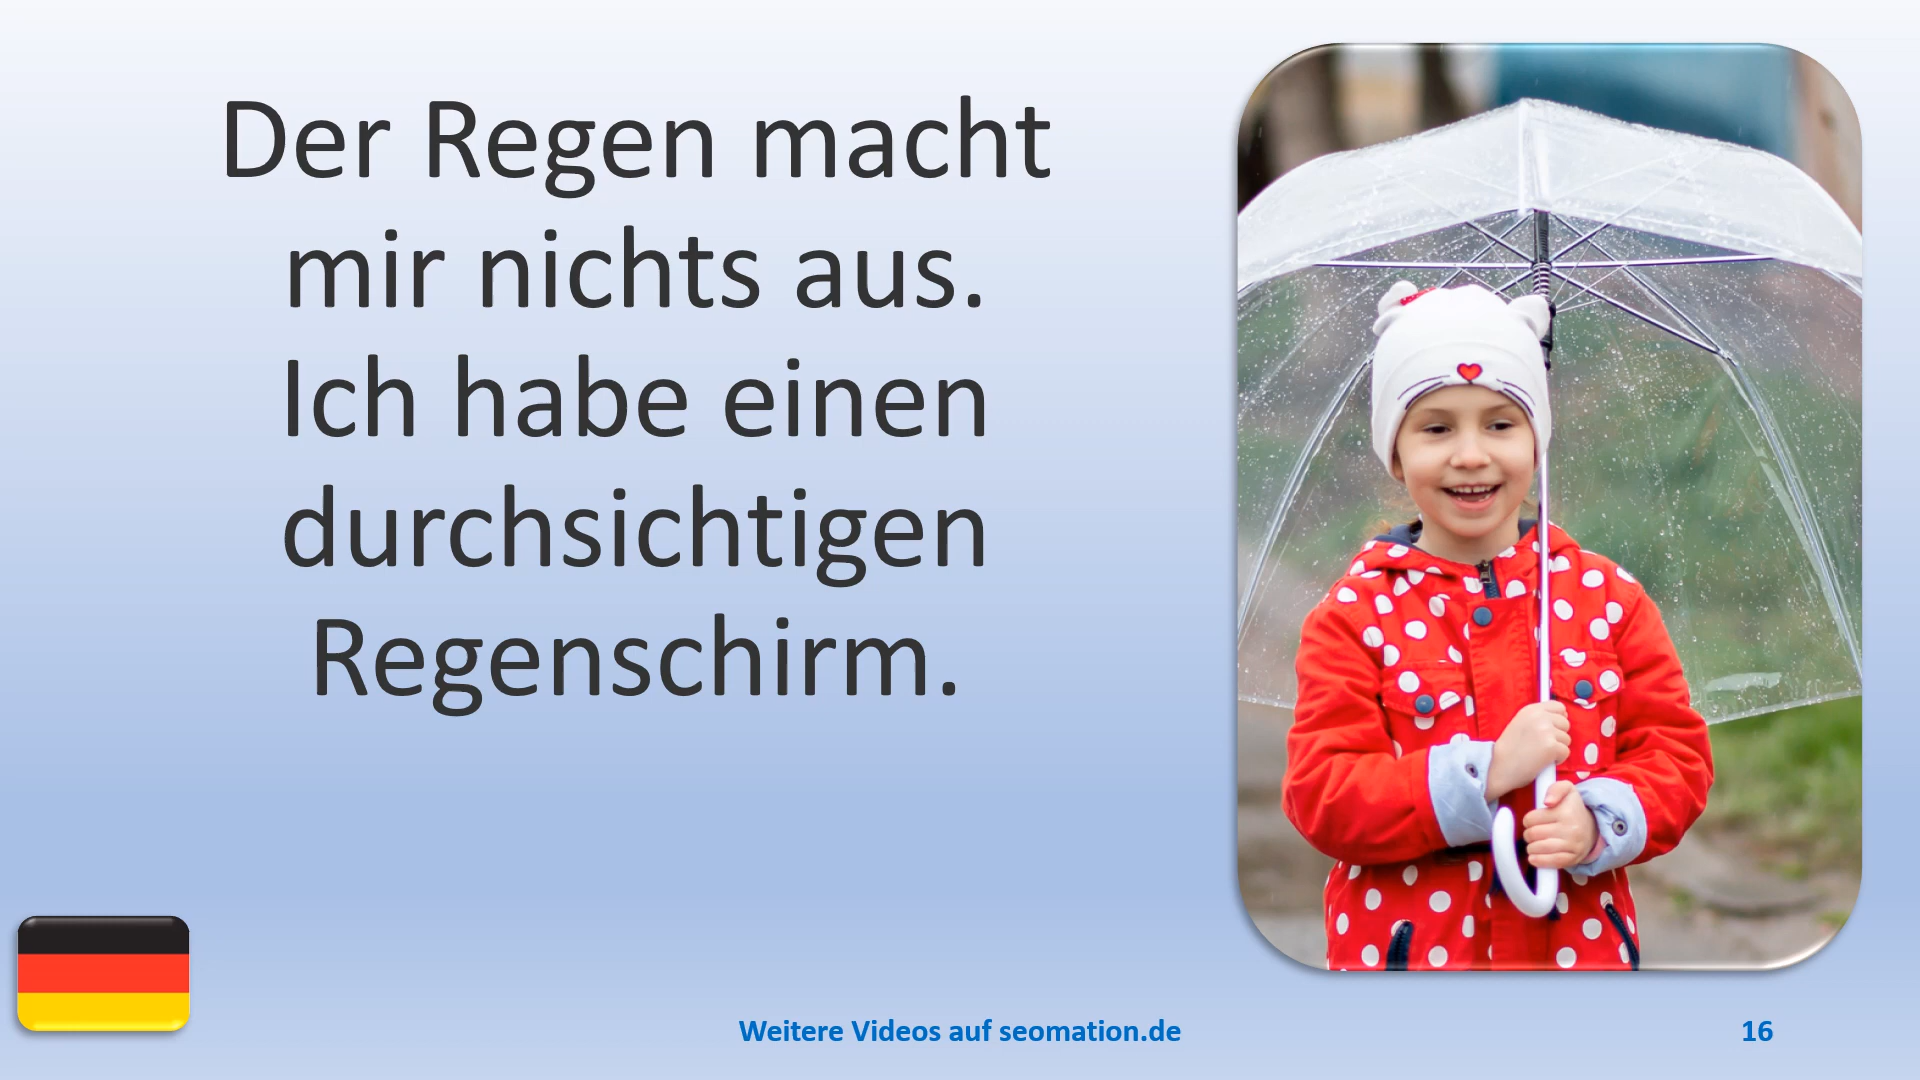 Der Regen macht
mir nichts aus.
Ich habe einen
durchsichtigen
Regenschirm.
Weitere Videos auf seomation.de
16